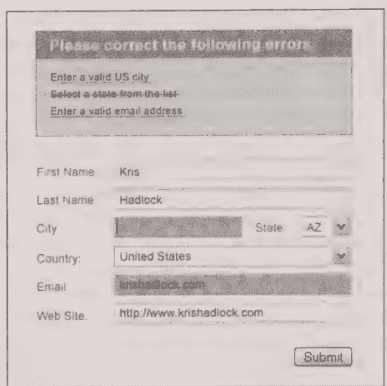 Please correct the following errors
Enter a valid US city
Select a state from the list
Enter a valid email address
First Name Kris
Last Name Hadlock
City State AZ
Country: United States
Email krishadlock.com
Web Site. http://www.krishadlock.com
Submit